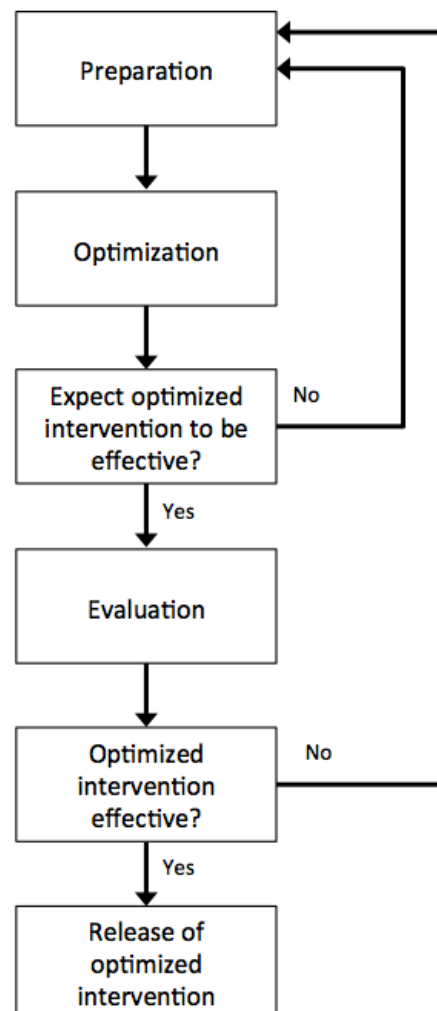 Preparation
Optimization
Expect optimized
intervention to be
effective?
No
Yes
Evaluation
Optimized
intervention
effective?
No
Yes
Release of
optimized
intervention